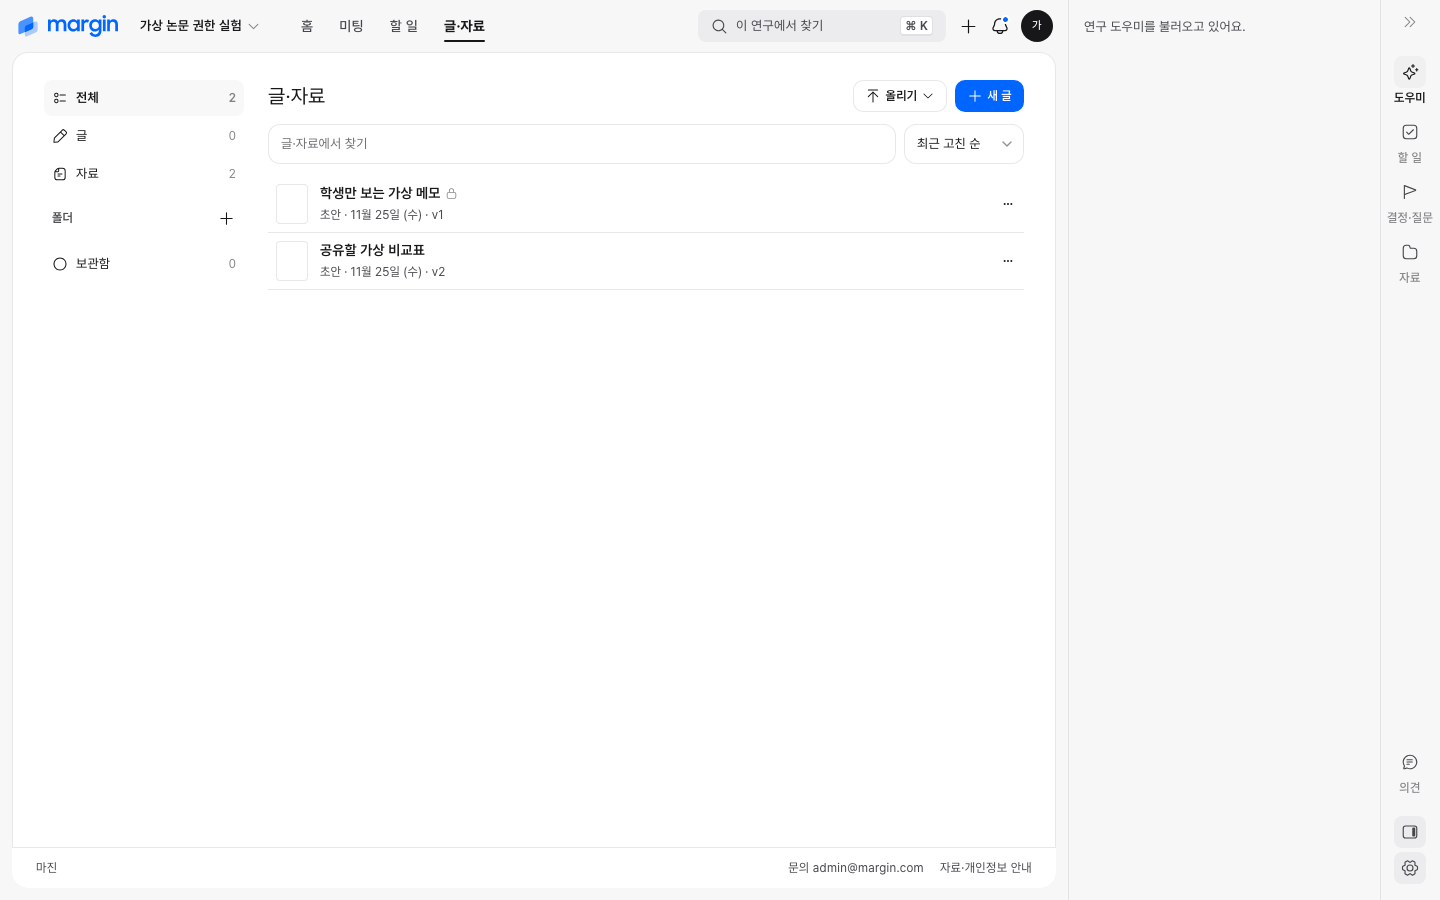 margin
가상 논문 권한 실험
홈
미팅
할 일
글·자료
이 연구에서 찾기
⌘ K
가
전체
2
글
0
자료
2
폴더
보관함
0
글·자료
올리기
새 글
글·자료에서 찾기
최근 고친 순
학생만 보는 가상 메모
초안 · 11월 25일 (수) · v1
공유할 가상 비교표
초안 · 11월 25일 (수) · v2
마진
문의 admin@margin.com
자료·개인정보 안내
연구 도우미를 불러오고 있어요.
도우미
할 일
결정·질문
자료
의견